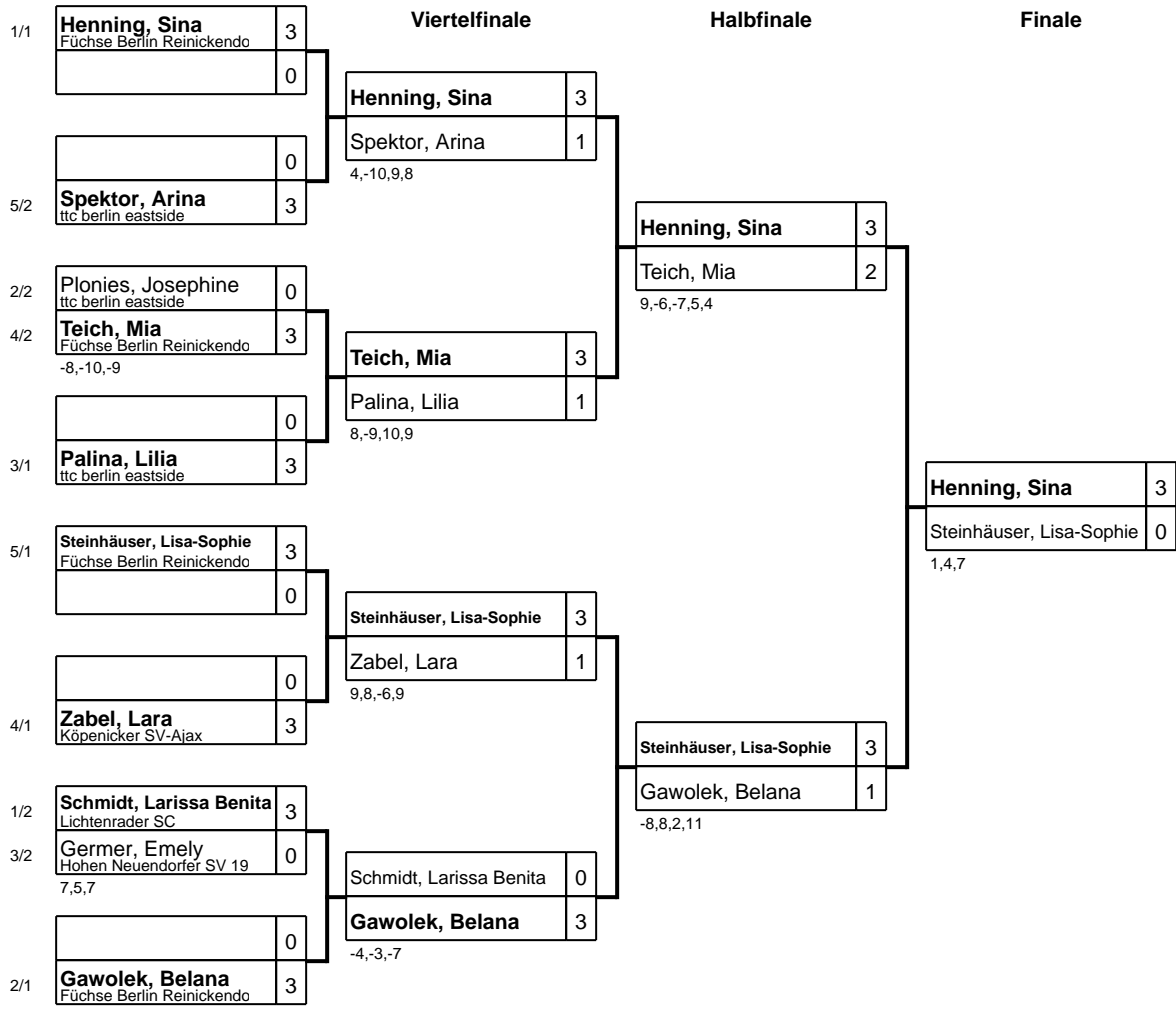 Viertelfinale
Halbfinale
Finale
1/1
Henning, Sina 3
Füchse Berlin Reinickendo
0
0
5/2
Spektor, Arina 3
ttc berlin eastside
2/2
Plonies, Josephine 0
ttc berlin eastside
4/2
Teich, Mia 3
Füchse Berlin Reinickendo
-8,-10,-9
0
3/1
Palina, Lilia 3
ttc berlin eastside
5/1
Steinhäuser, Lisa-Sophie 3
Füchse Berlin Reinickendo
0
0
4/1
Zabel, Lara 3
Köpenicker SV-Ajax
1/2
Schmidt, Larissa Benita 3
Lichtenrader SC
3/2
Germer, Emely 0
Hohen Neuendorfer SV 19
7,5,7
0
2/1
Gawolek, Belana 3
Füchse Berlin Reinickendo
Henning, Sina 3
Spektor, Arina 1
4,-10,9,8
Teich, Mia 3
Palina, Lilia 1
8,-9,10,9
Steinhäuser, Lisa-Sophie 3
Zabel, Lara 1
9,8,-6,9
Schmidt, Larissa Benita 0
Gawolek, Belana 3
-4,-3,-7
Henning, Sina 3
Teich, Mia 2
9,-6,-7,5,4
Steinhäuser, Lisa-Sophie 3
Gawolek, Belana 1
-8,8,2,11
Henning, Sina 3
Steinhäuser, Lisa-Sophie 0
1,4,7